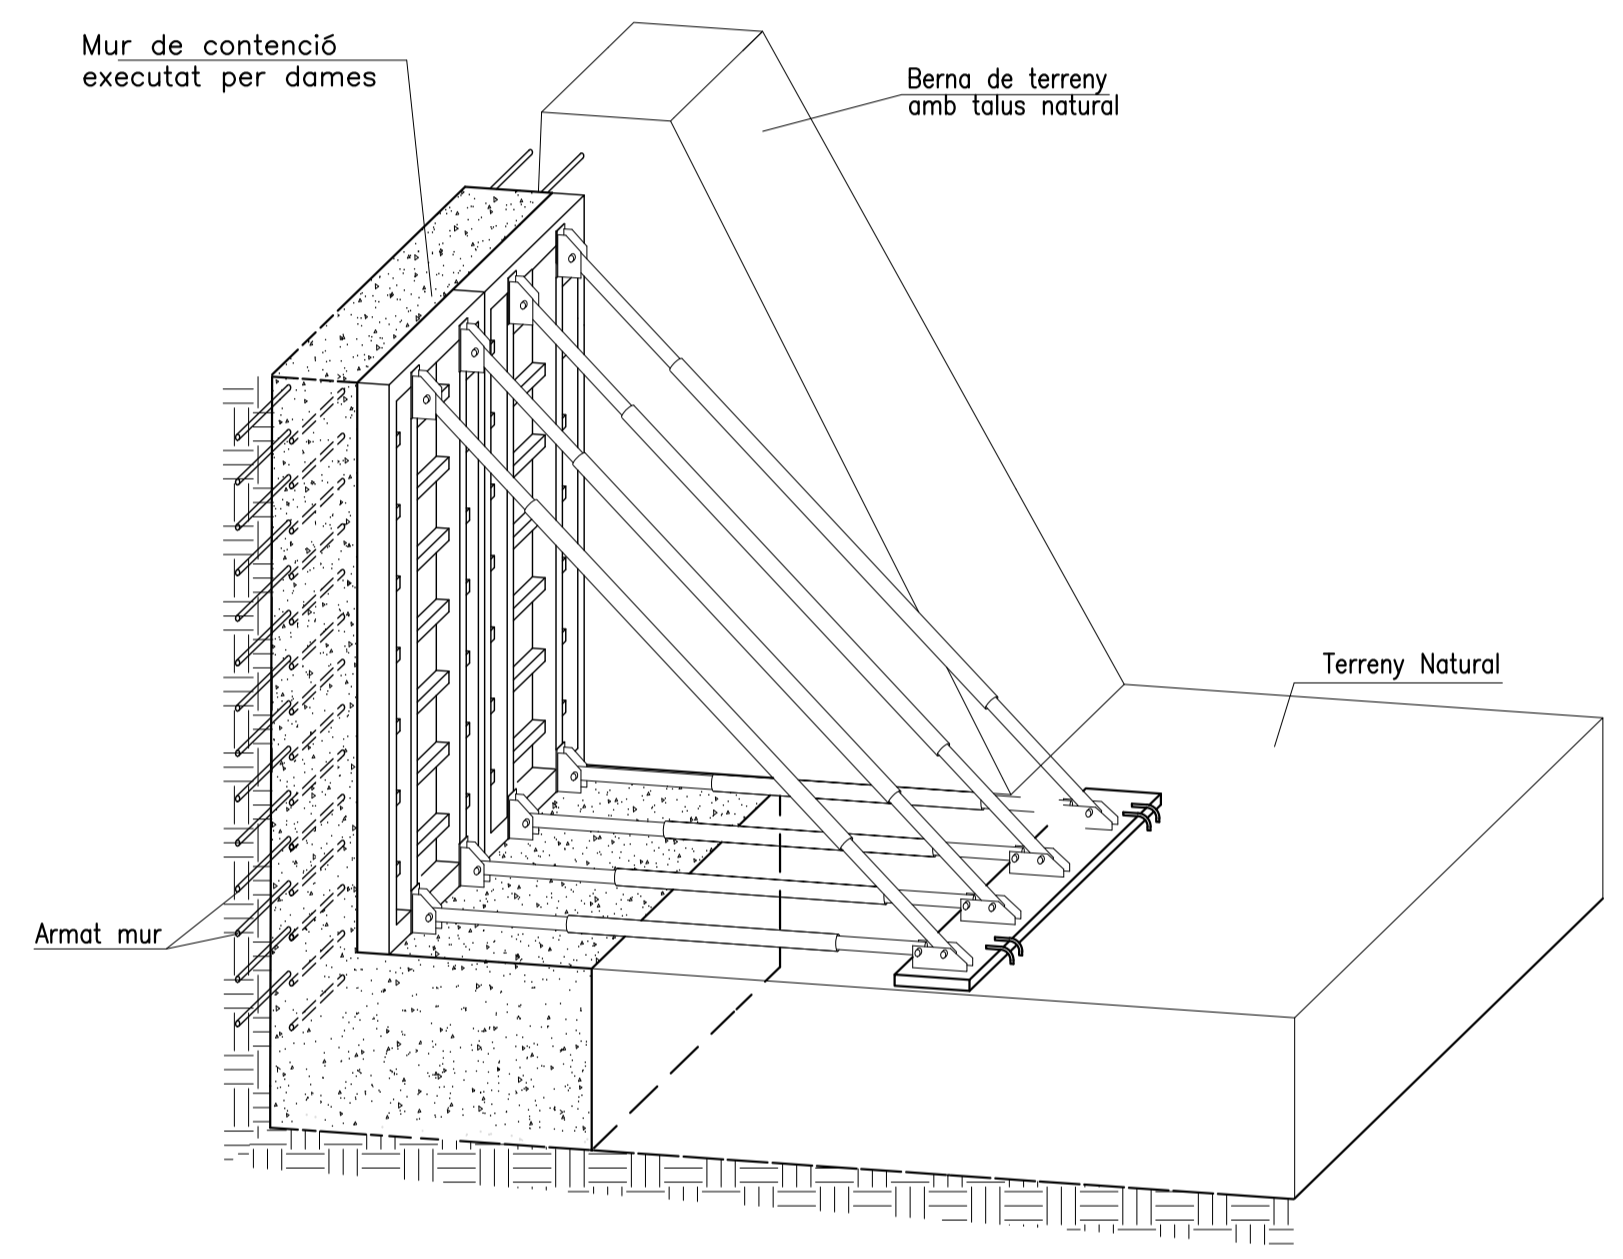 Mur de contenció
executat per dames
Berna de terreny
amb talus natural
Terreny Natural
Armat mur